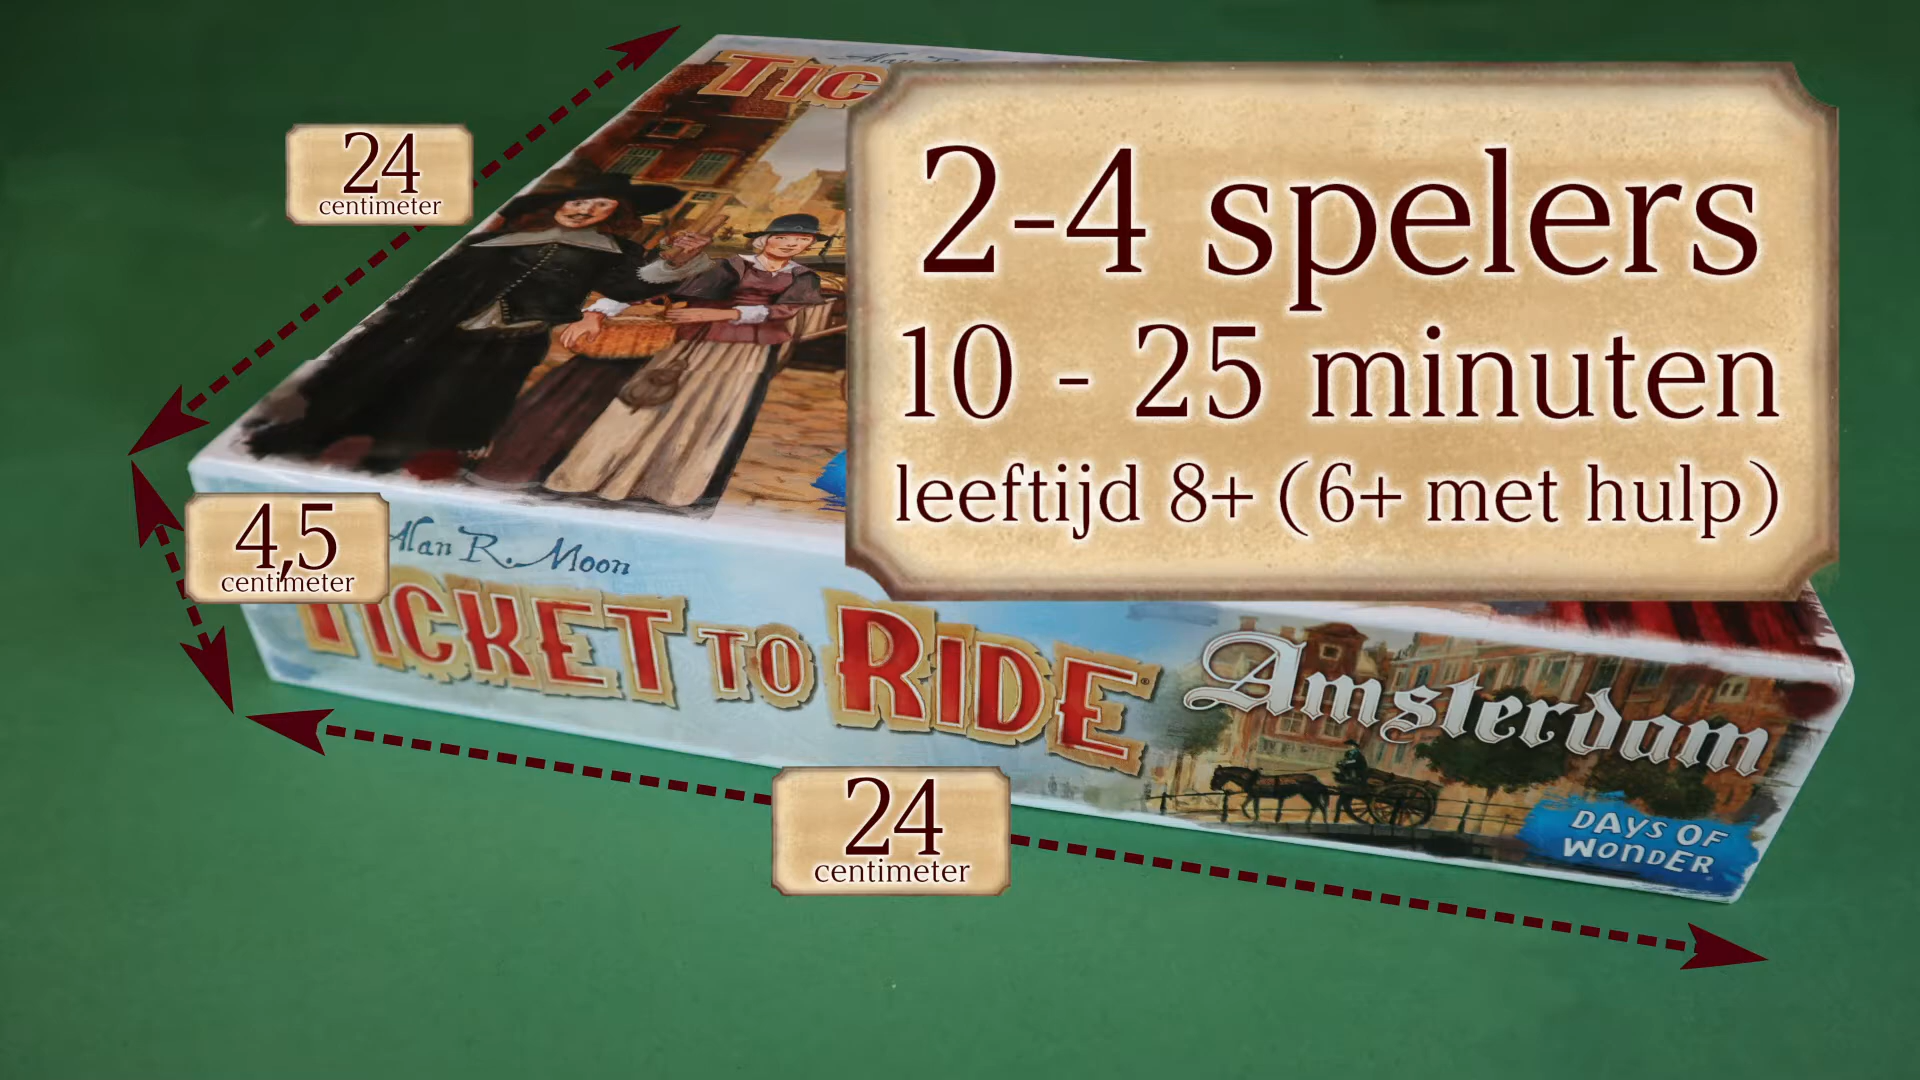 TIC
2-4 spelers
10 - 25 minuten
leeftijd 8+ (6+ met hulp)
24
centimeter
4,5
centimeter
Alan R. Moon
TICKET TO RIDE®
Amsterdam
DAYS OF
WONDER
24
centimeter